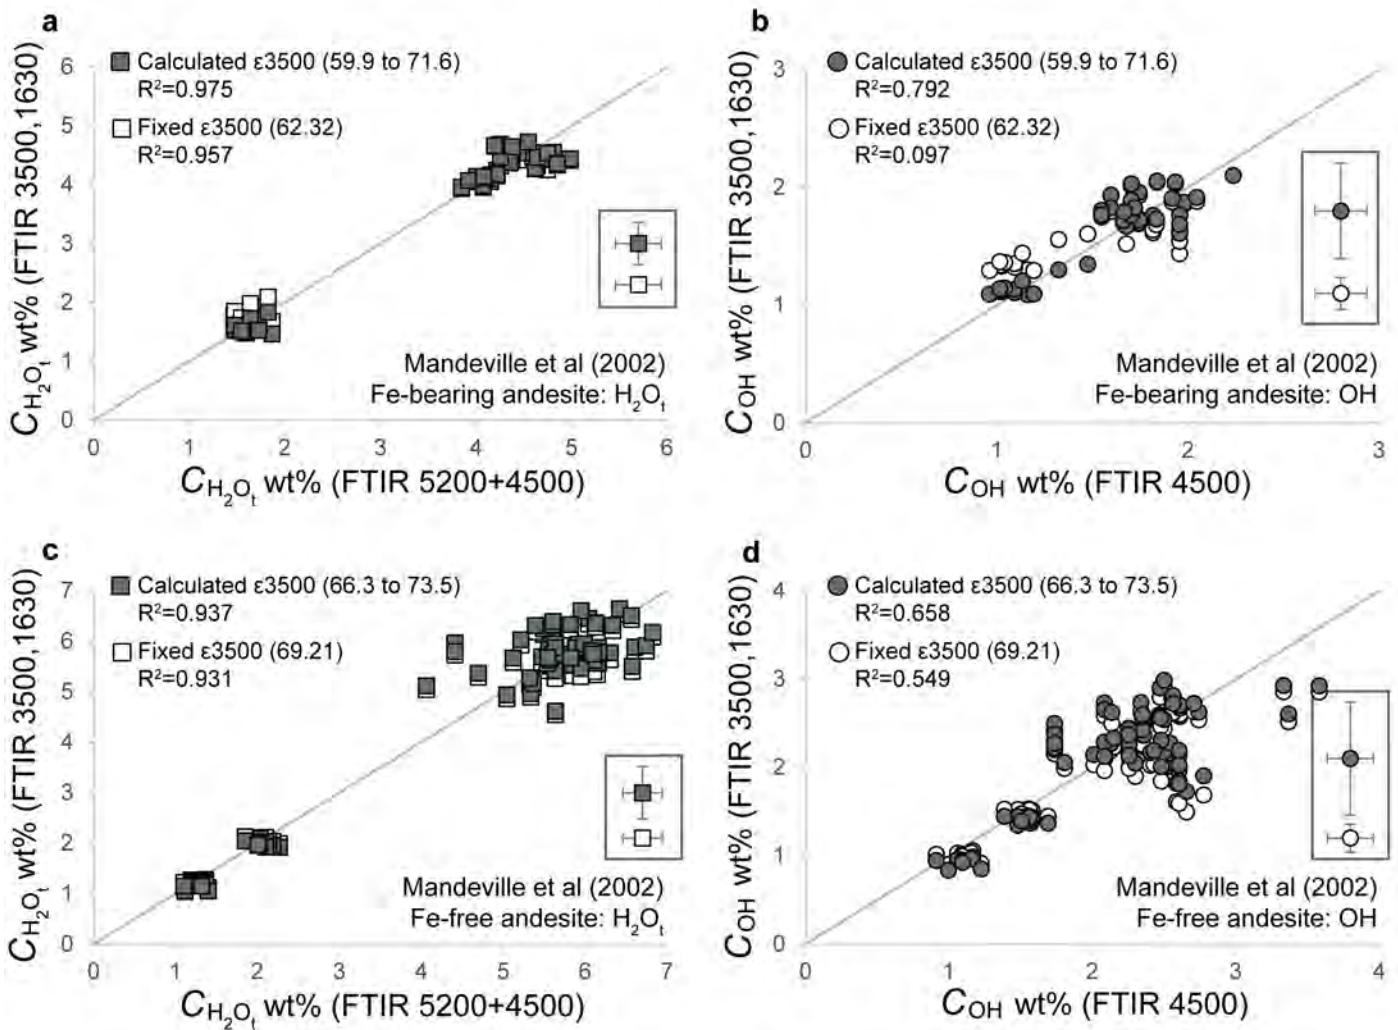 a
C_H₂Oₜ wt% (FTIR 3500,1630)
6
5
4
3
2
1
0
Calculated ε3500 (59.9 to 71.6)
R²=0.975
Fixed ε3500 (62.32)
R²=0.957
Mandeville et al (2002)
Fe-bearing andesite: H₂Oₜ
0 1 2 3 4 5 6
C_H₂Oₜ wt% (FTIR 5200+4500)
b
C_OH wt% (FTIR 3500,1630)
3
2
1
0
Calculated ε3500 (59.9 to 71.6)
R²=0.792
Fixed ε3500 (62.32)
R²=0.097
Mandeville et al (2002)
Fe-bearing andesite: OH
0 1 2 3
C_OH wt% (FTIR 4500)
c
C_H₂Oₜ wt% (FTIR 3500,1630)
7
6
5
4
3
2
1
0
Calculated ε3500 (66.3 to 73.5)
R²=0.937
Fixed ε3500 (69.21)
R²=0.931
Mandeville et al (2002)
Fe-free andesite: H₂Oₜ
0 1 2 3 4 5 6 7
C_H₂Oₜ wt% (FTIR 5200+4500)
d
C_OH wt% (FTIR 3500,1630)
4
3
2
1
0
Calculated ε3500 (66.3 to 73.5)
R²=0.658
Fixed ε3500 (69.21)
R²=0.549
Mandeville et al (2002)
Fe-free andesite: OH
0 1 2 3 4
C_OH wt% (FTIR 4500)